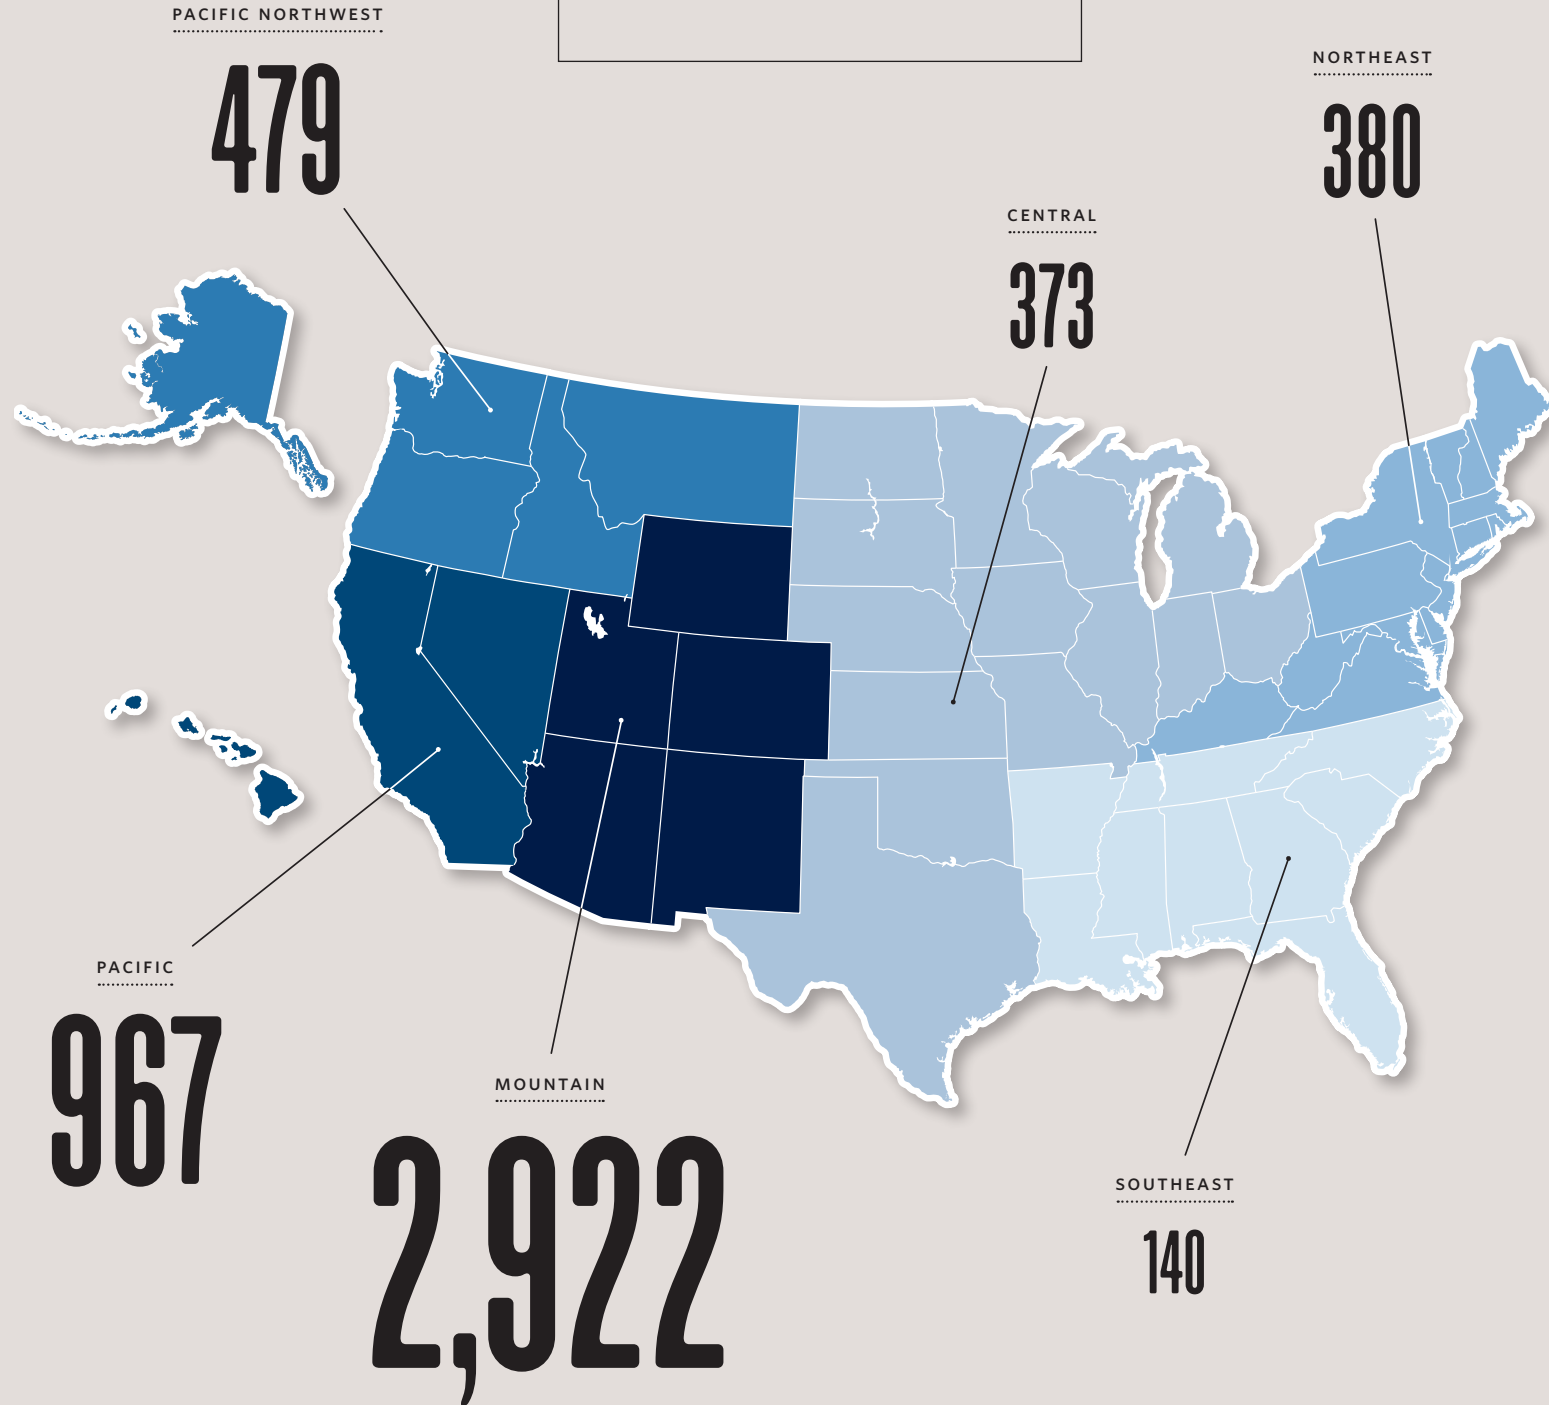 PACIFIC NORTHWEST
479
NORTHEAST
380
CENTRAL
373
PACIFIC
967
MOUNTAIN
2,922
SOUTHEAST
140